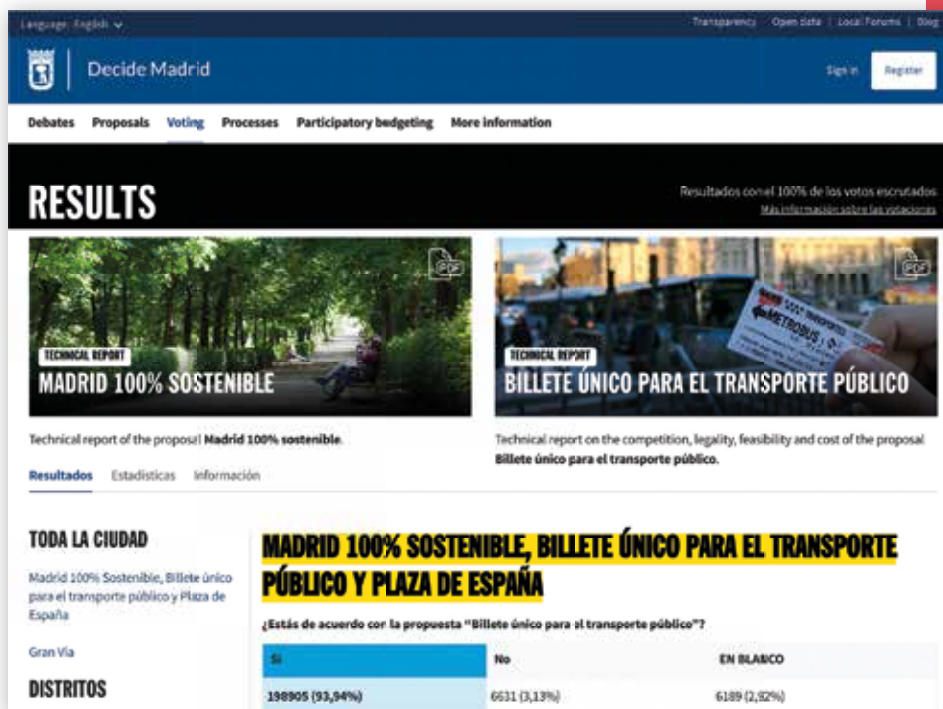 Language: English
Transparency Open data | Local Forums | Blog
Decide Madrid
Sign in Register
Debates Proposals Voting Processes Participatory budgeting More information
RESULTS
Resultados con el 100% de los votos escrutados
Más información sobre las votaciones
PDF
TECHNICAL REPORT
MADRID 100% SOSTENIBLE
Technical report of the proposal Madrid 100% sostenible.
PDF
METROBUS
TECHNICAL REPORT
BILLETE ÚNICO PARA EL TRANSPORTE PÚBLICO
Technical report on the competition, legality, feasibility and cost of the proposal
Billete único para el transporte público.
Resultados Estadísticas Información
TODA LA CIUDAD
Madrid 100% Sostenible, Billete único
para el transporte público y Plaza de
España
Gran Vía
DISTRITOS
MADRID 100% SOSTENIBLE, BILLETE ÚNICO PARA EL TRANSPORTE
PÚBLICO Y PLAZA DE ESPAÑA
¿Estás de acuerdo con la propuesta “Billete único para el transporte público”?
Sí No EN BLANCO
198905 (93,94%) 6631 (3,13%) 6189 (2,92%)